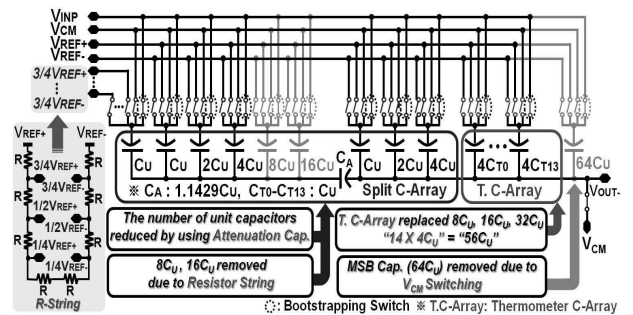 VINP
VCM
VREF+
VREF-
3/4VREF+
3/4VREF-
VREF+ VREF-
R R
3/4VREF+
3/4VREF-
R R
1/2VREF+
1/2VREF-
R R
1/4VREF+
1/4VREF-
R R
R-String
CU CU 2CU 4CU 8CU 16CU CA CU 2CU 4CU 4CT0 4CT13 64CU
※ CA : 1.1429CU, CT0-CT13 : CU Split C-Array
T. C-Array
VOUT-
VCM
The number of unit capacitors
reduced by using Attenuation Cap.
T. C-Array replaced 8CU, 16CU, 32CU
“14 X 4CU” = “56CU”
8CU, 16CU removed
due to Resistor String
MSB Cap. (64CU) removed due to
VCM Switching
: Bootstrapping Switch ※ T.C-Array: Thermometer C-Array